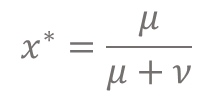 x* = μ / (μ + ν)